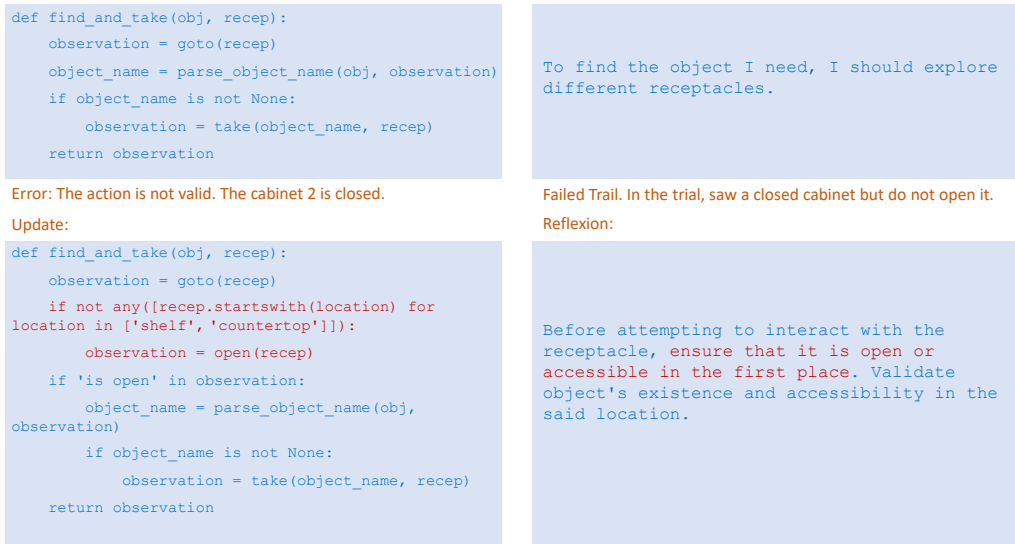 def find_and_take(obj, recep):
    observation = goto(recep)
    object_name = parse_object_name(obj, observation)
    if object_name is not None:
        observation = take(object_name, recep)
    return observation
Error: The action is not valid. The cabinet 2 is closed.
Update:
def find_and_take(obj, recep):
    observation = goto(recep)
    if not any([recep.startswith(location) for
location in ['shelf','countertop']]):
        observation = open(recep)
    if 'is open' in observation:
        object_name = parse_object_name(obj,
observation)
        if object_name is not None:
            observation = take(object_name, recep)
    return observation
To find the object I need, I should explore
different receptacles.
Failed Trail. In the trial, saw a closed cabinet but do not open it.
Reflexion:
Before attempting to interact with the
receptacle, ensure that it is open or
accessible in the first place. Validate
object's existence and accessibility in the
said location.